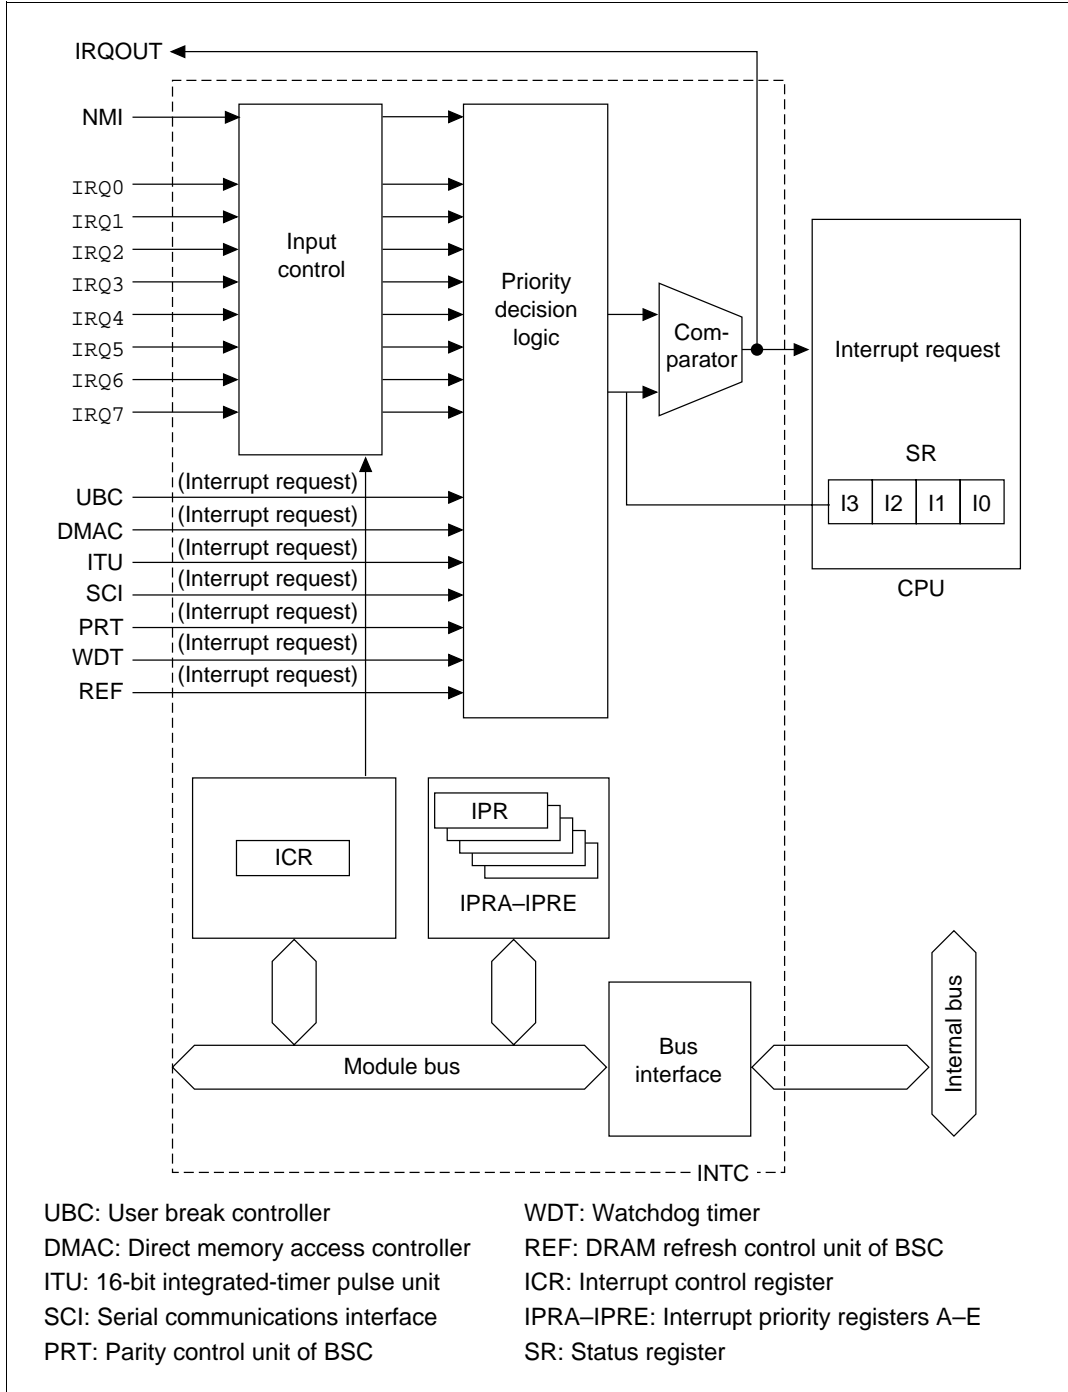 IRQOUT
NMI
IRQ0
IRQ1
IRQ2
IRQ3
IRQ4
IRQ5
IRQ6
IRQ7
Input
control
Priority
decision
logic
Com-
parator
Interrupt request
SR
I3 I2 I1 I0
CPU
UBC (Interrupt request)
DMAC (Interrupt request)
ITU (Interrupt request)
SCI (Interrupt request)
PRT (Interrupt request)
WDT (Interrupt request)
REF (Interrupt request)
ICR
IPR
IPRA–IPRE
Module bus
Bus
interface
Internal bus
INTC
UBC: User break controller
DMAC: Direct memory access controller
ITU: 16-bit integrated-timer pulse unit
SCI: Serial communications interface
PRT: Parity control unit of BSC
WDT: Watchdog timer
REF: DRAM refresh control unit of BSC
ICR: Interrupt control register
IPRA–IPRE: Interrupt priority registers A–E
SR: Status register